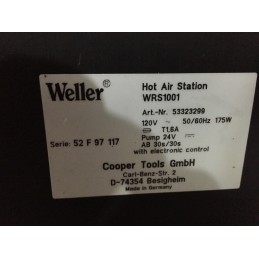 Weller®
Hot Air Station
WRS1001
Art.-Nr. 53323299
120V ~ 50/60Hz 175W
T1,6A
Pump 24V
Serie: 52 F 97 117
AB 30s/30s
with electronic control
Cooper Tools GmbH
Carl-Benz-Str. 2
D-74354 Besigheim
Made in Germany